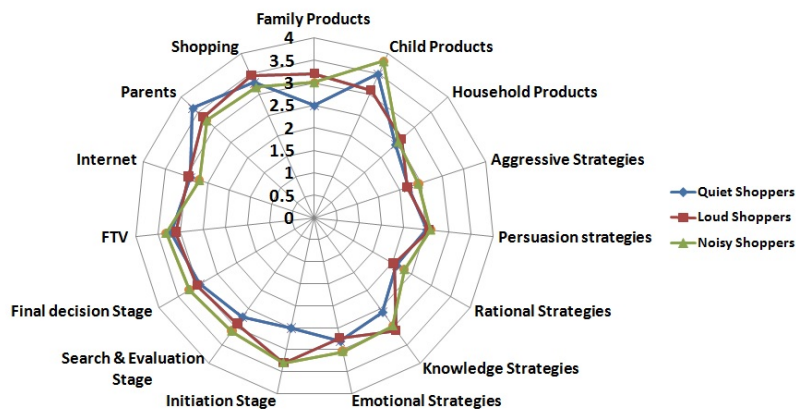 Family Products
Child Products
Household Products
Aggressive Strategies
Persuasion strategies
Rational Strategies
Knowledge Strategies
Emotional Strategies
Initiation Stage
Search & Evaluation
Stage
Final decision Stage
FTV
Internet
Parents
Shopping
4
3.5
3
2.5
2
1.5
1
0.5
0
Quiet Shoppers
Loud Shoppers
Noisy Shoppers